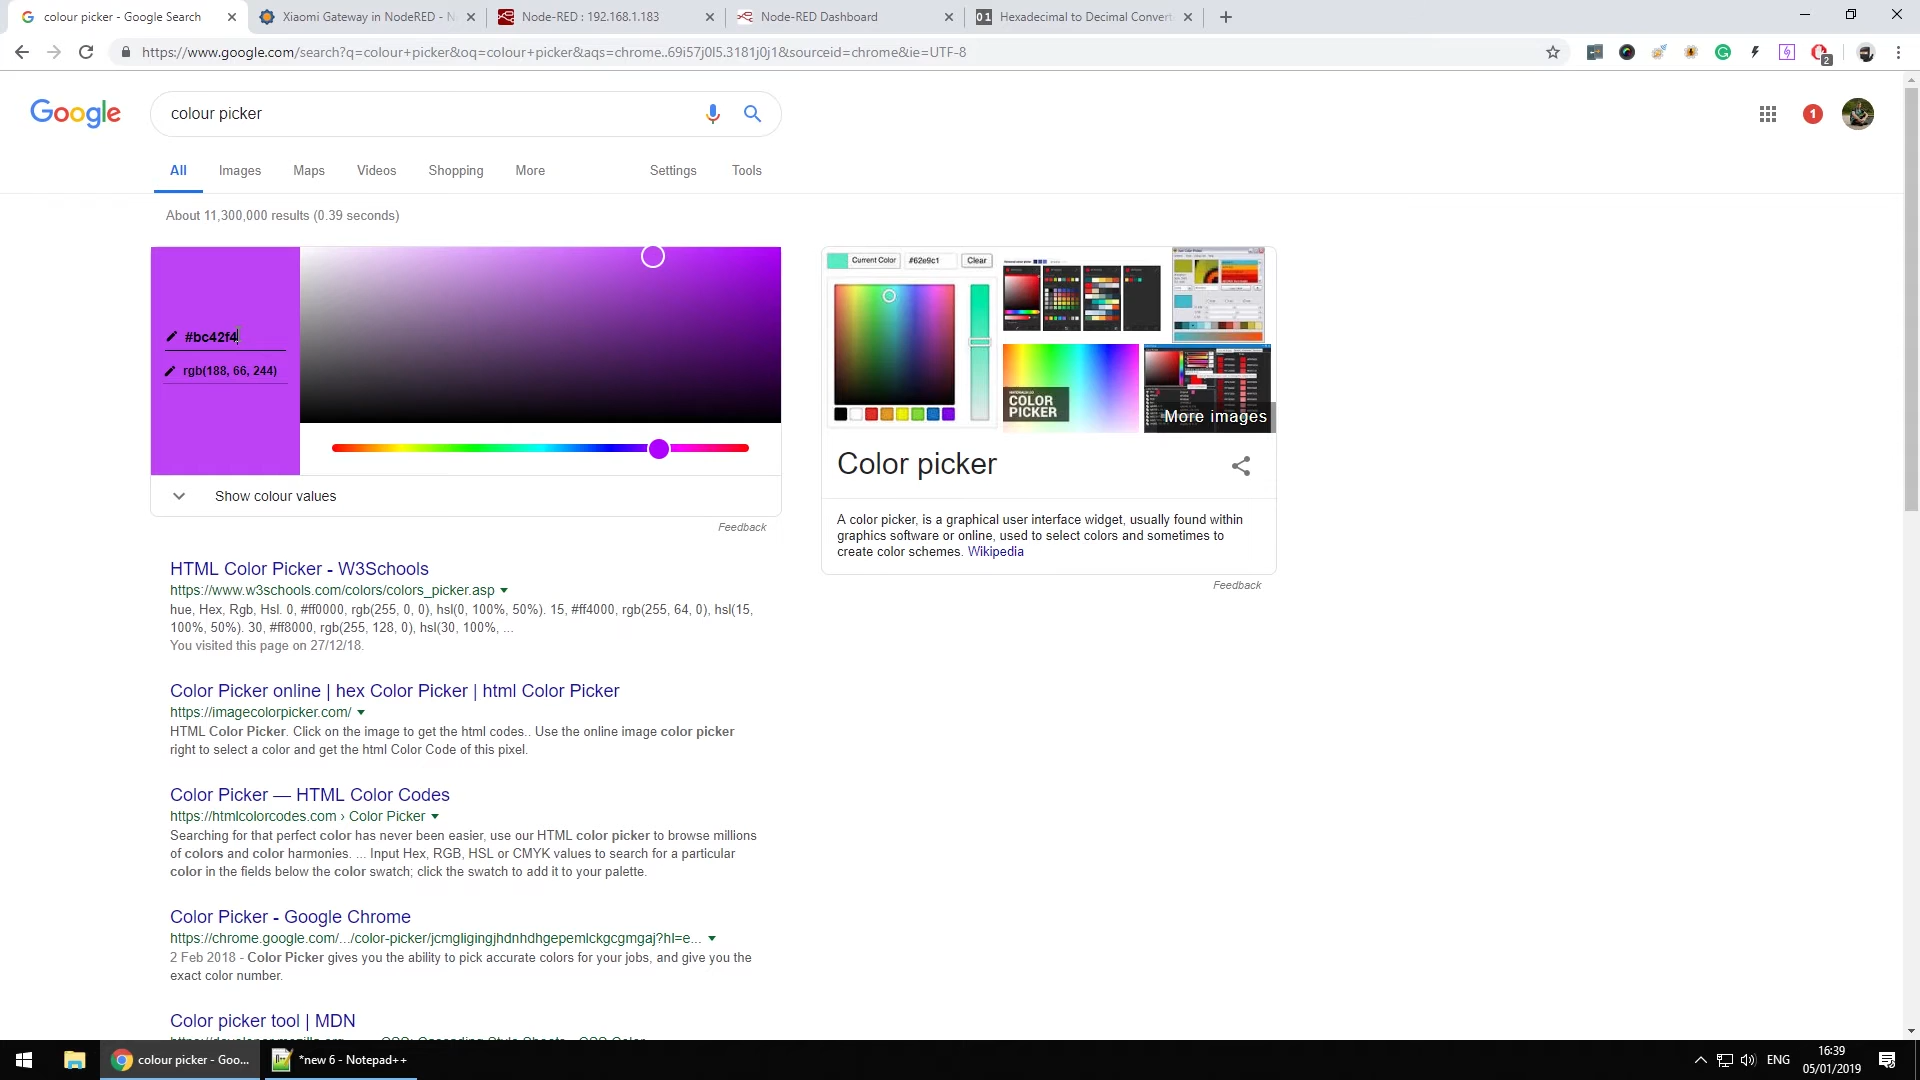 colour picker - Google Search
Xiaomi Gateway in NodeRED - N
Node-RED : 192.168.1.183
Node-RED Dashboard
Hexadecimal to Decimal Convert
https://www.google.com/search?q=colour+picker&oq=colour+picker&aqs=chrome..69i57j0l5.3181j0j1&sourceid=chrome&ie=UTF-8
2
Google
colour picker
1
All
Images
Maps
Videos
Shopping
More
Settings
Tools
About 11,300,000 results (0.39 seconds)
#bc42f4
rgb(188, 66, 244)
Show colour values
Feedback
Current Color
#62e9c1
Clear
COLOR
PICKER
More images
Color picker
A color picker, is a graphical user interface widget, usually found within
graphics software or online, used to select colors and sometimes to
create color schemes. Wikipedia
Feedback
HTML Color Picker - W3Schools
https://www.w3schools.com/colors/colors_picker.asp
hue, Hex, Rgb, Hsl. 0, #ff0000, rgb(255, 0, 0), hsl(0, 100%, 50%). 15, #ff4000, rgb(255, 64, 0), hsl(15,
100%, 50%). 30, #ff8000, rgb(255, 128, 0), hsl(30, 100%, ...
You visited this page on 27/12/18.
Color Picker online | hex Color Picker | html Color Picker
https://imagecolorpicker.com/
HTML Color Picker. Click on the image to get the html codes.. Use the online image color picker
right to select a color and get the html Color Code of this pixel.
Color Picker — HTML Color Codes
https://htmlcolorcodes.com › Color Picker
Searching for that perfect color has never been easier, use our HTML color picker to browse millions
of colors and color harmonies. ... Input Hex, RGB, HSL or CMYK values to search for a particular
color in the fields below the color swatch; click the swatch to add it to your palette.
Color Picker - Google Chrome
https://chrome.google.com/.../color-picker/jcmgligingjhdnhdhgepemlckgcgmgaj?hl=e...
2 Feb 2018 - Color Picker gives you the ability to pick accurate colors for your jobs, and give you the
exact color number.
Color picker tool | MDN
colour picker - Goo...
*new 6 - Notepad++
ENG
16:39
05/01/2019